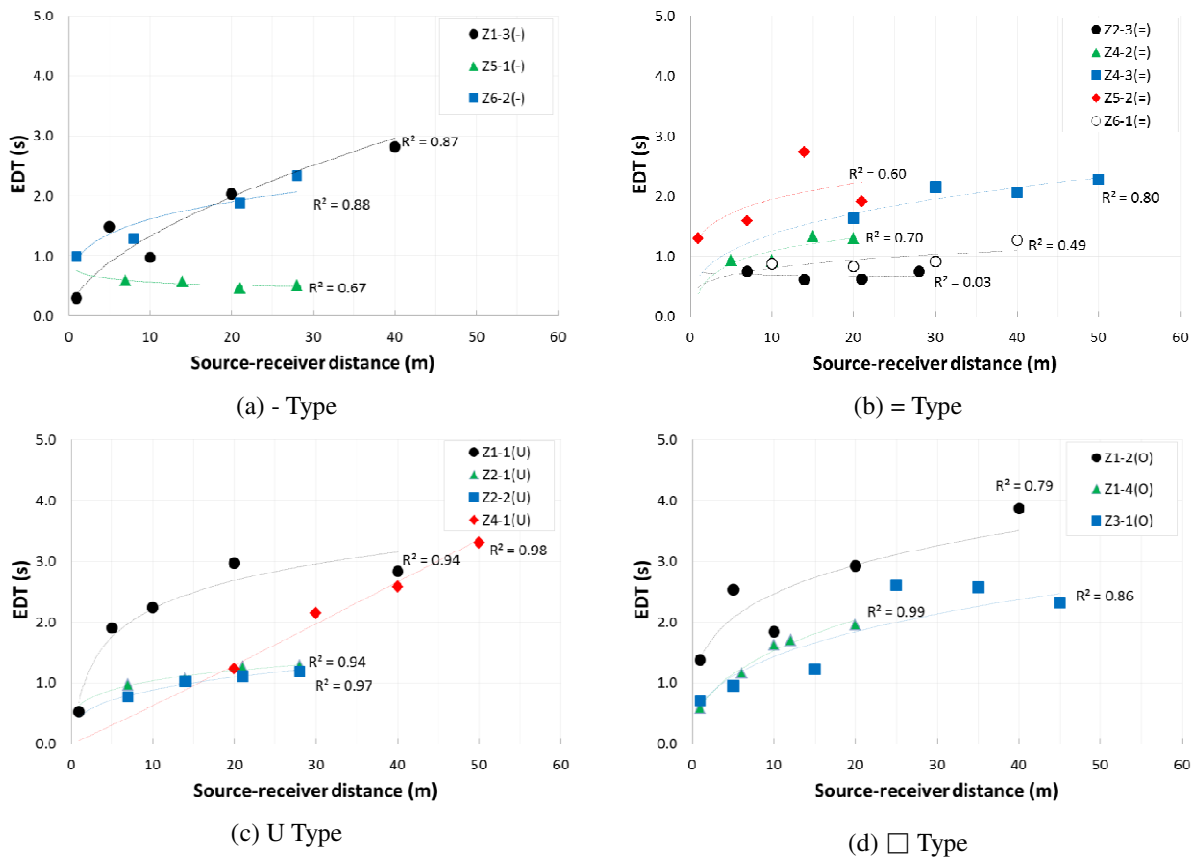 5.0
4.0
3.0
2.0
1.0
0.0
EDT (s)
Z1-3(-)
Z5-1(-)
Z6-2(-)
R² = 0.87
R² = 0.88
R² = 0.67
0 10 20 30 40 50 60
Source-receiver distance (m)
(a) - Type
5.0
4.0
3.0
2.0
1.0
0.0
EDT (s)
Z2-3(=)
Z4-2(=)
Z4-3(=)
Z5-2(=)
Z6-1(=)
R² = 0.60
R² = 0.80
R² = 0.70
R² = 0.49
R² = 0.03
0 10 20 30 40 50 60
Source-receiver distance (m)
(b) = Type
5.0
4.0
3.0
2.0
1.0
0.0
EDT (s)
Z1-1(U)
Z2-1(U)
Z2-2(U)
Z4-1(U)
R² = 0.94
R² = 0.98
R² = 0.94
R² = 0.97
0 10 20 30 40 50 60
Source-receiver distance (m)
(c) U Type
5.0
4.0
3.0
2.0
1.0
0.0
EDT (s)
Z1-2(O)
Z1-4(O)
Z3-1(O)
R² = 0.79
R² = 0.99
R² = 0.86
0 10 20 30 40 50 60
Source-receiver distance (m)
(d) □ Type